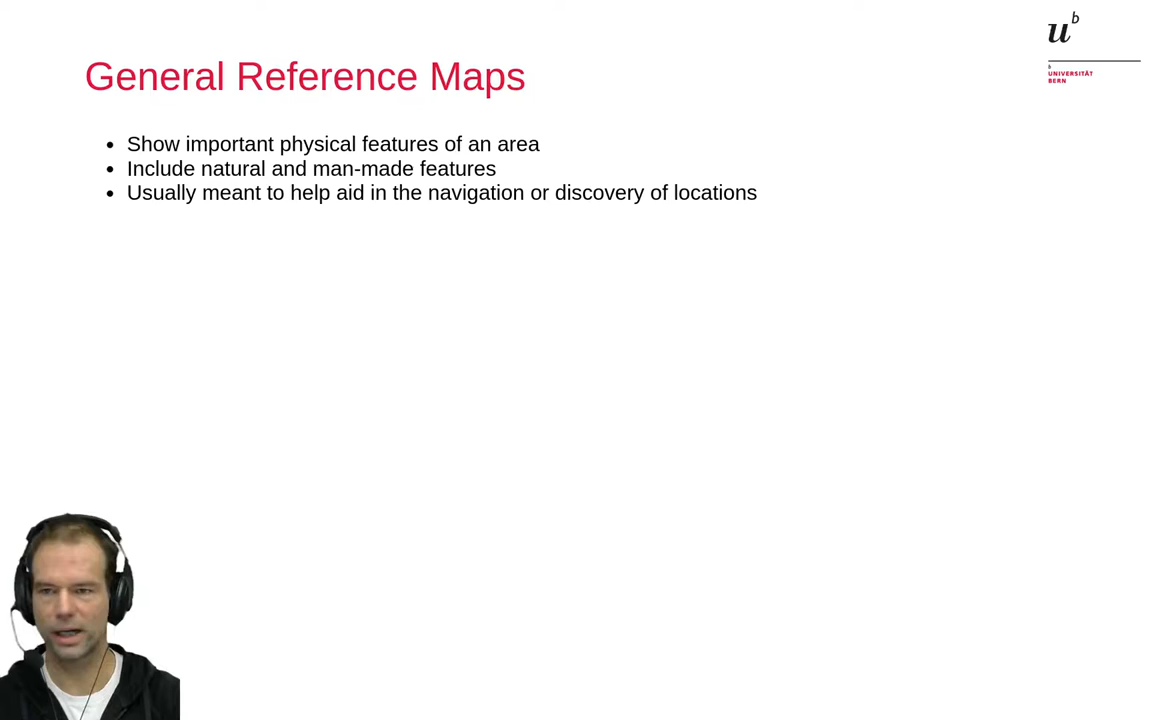 u^b
General Reference Maps
b
UNIVERSITÄT
BERN
• Show important physical features of an area
• Include natural and man-made features
• Usually meant to help aid in the navigation or discovery of locations